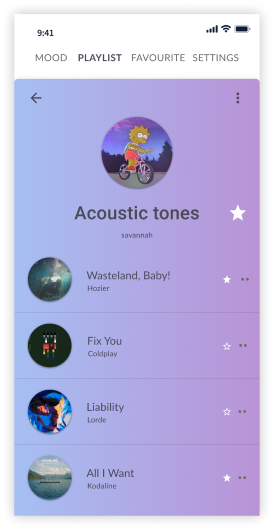 9:41
MOOD PLAYLIST FAVOURITE SETTINGS
Acoustic tones
savannah
Wasteland, Baby!
Hozier
Fix You
Coldplay
Liability
Lorde
All I Want
Kodaline